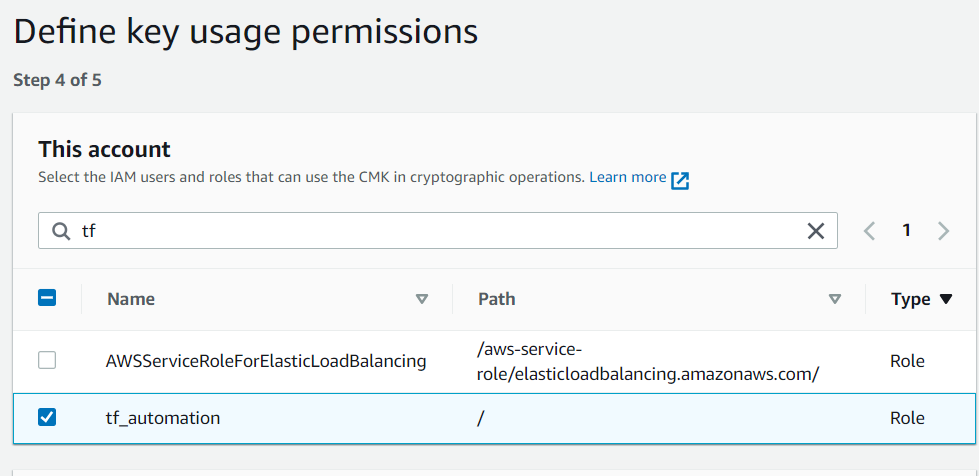 Define key usage permissions
Step 4 of 5
This account
Select the IAM users and roles that can use the CMK in cryptographic operations. Learn more
tf
1
Name Path Type
AWSServiceRoleForElasticLoadBalancing /aws-service-
role/elasticloadbalancing.amazonaws.com/ Role
tf_automation / Role